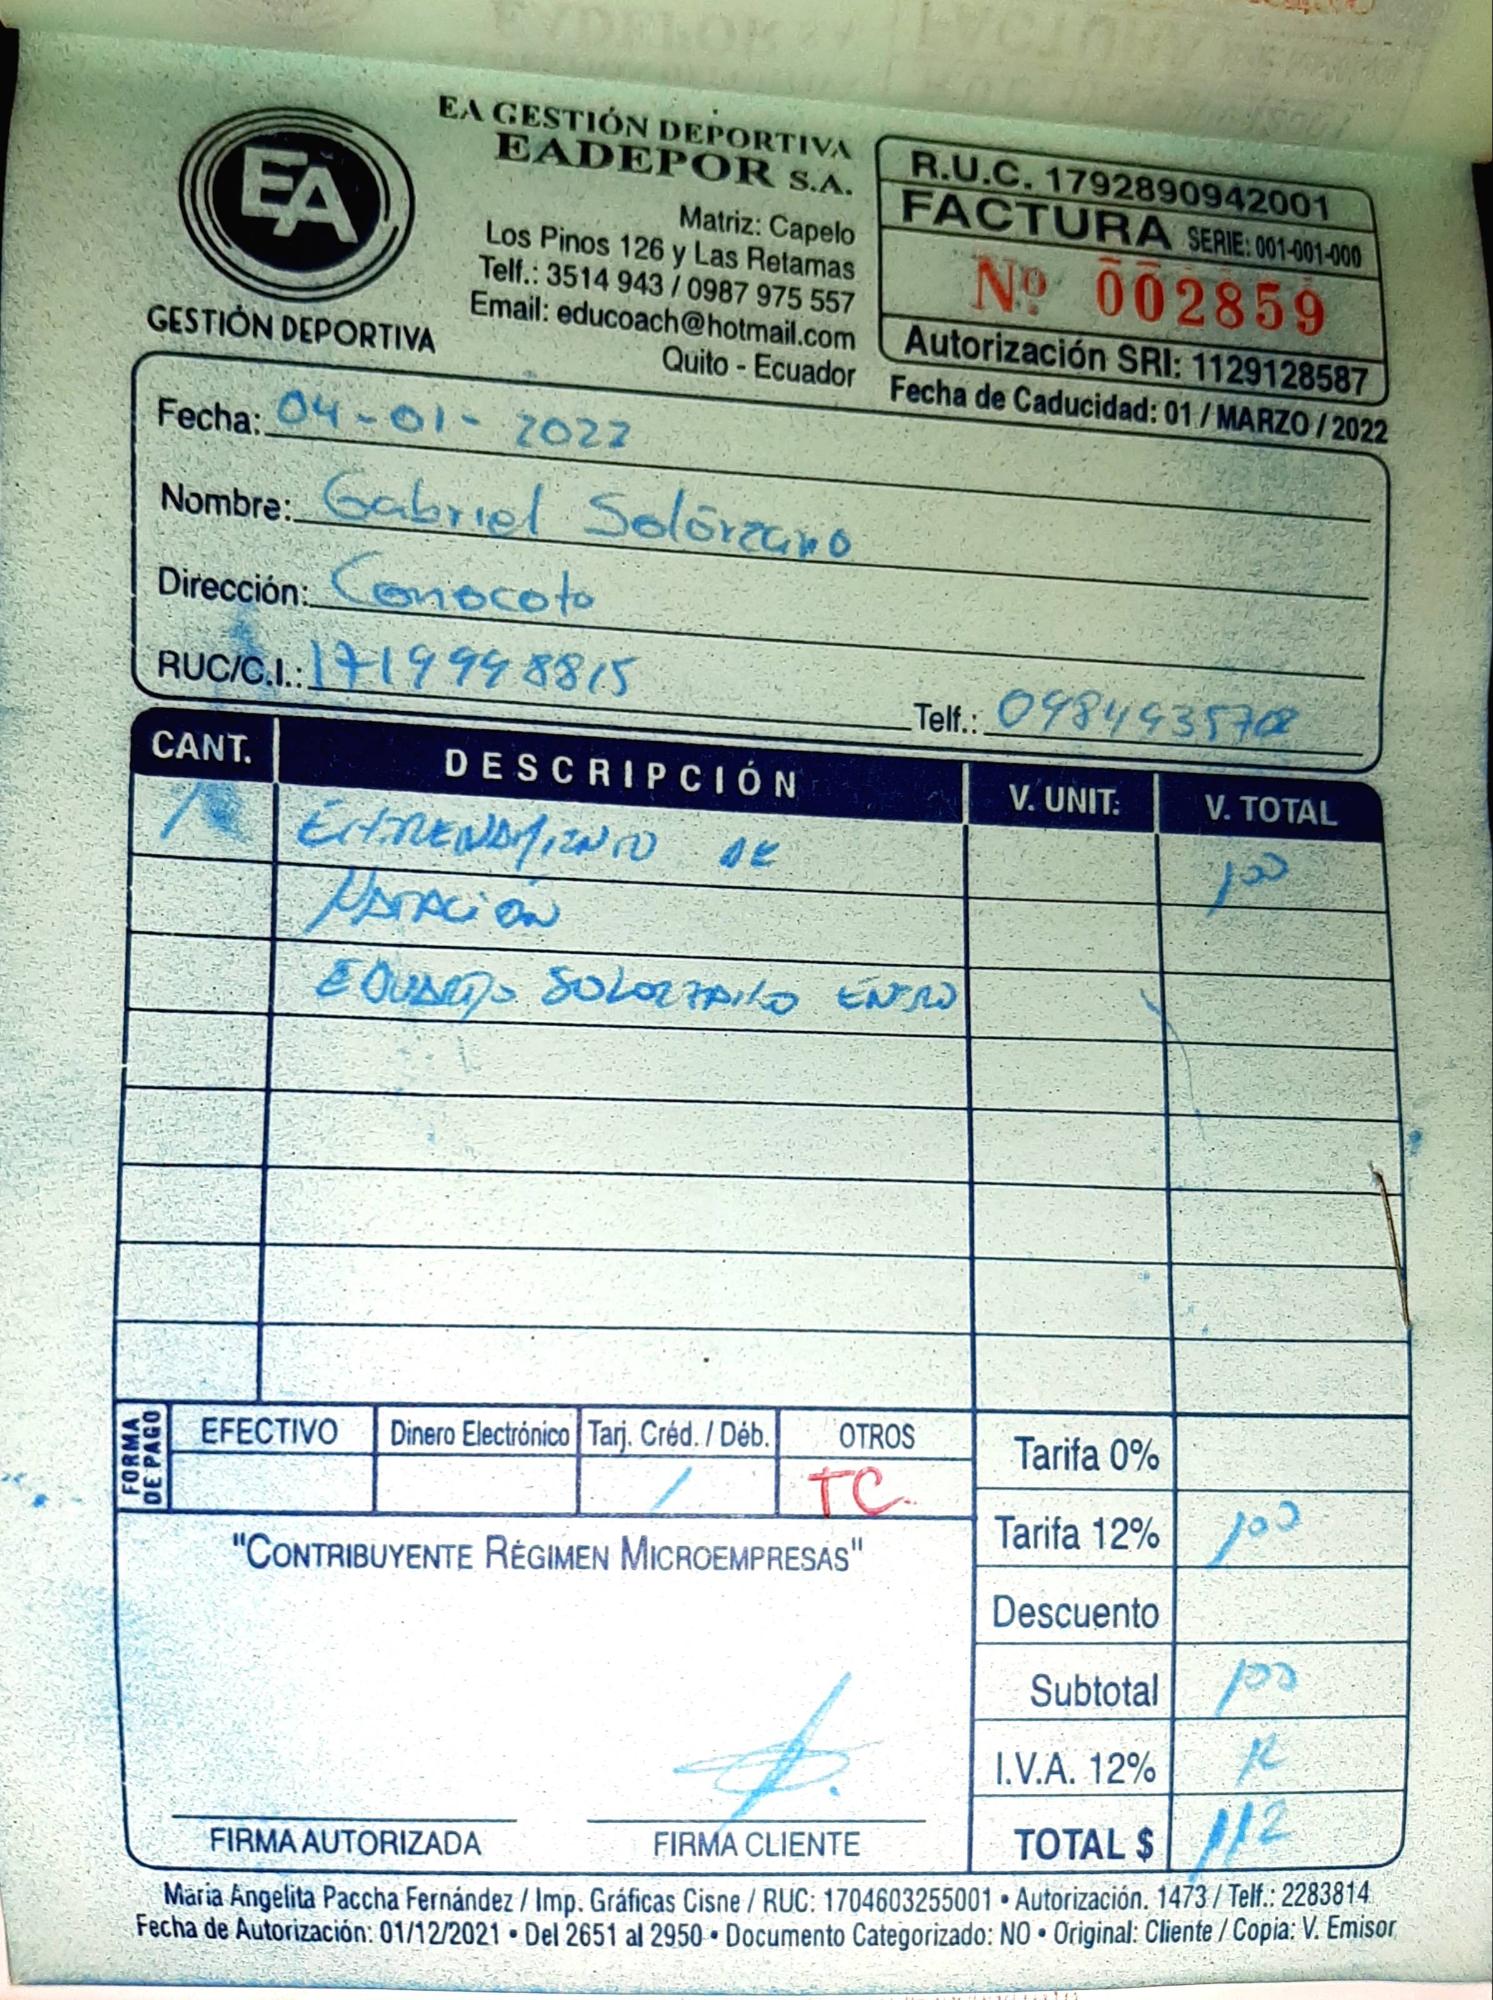 EA
GESTIÓN DEPORTIVA
EA GESTIÓN DEPORTIVA
EADEPOR S.A.
Matriz: Capelo
Los Pinos 126 y Las Retamas
Telf.: 3514 943 / 0987 975 557
Email: educoach@hotmail.com
Quito - Ecuador
R.U.C. 1792890942001
FACTURA SERIE: 001-001-000
Nº 002859
Autorización SRI: 1129128587
Fecha de Caducidad: 01 / MARZO / 2022
Fecha: 04-01-2022
Nombre: Gabriel Solórzano
Dirección: Conocoto
RUC/C.I.: 1719998815
Telf.:
CANT. DESCRIPCIÓN V. UNIT. V. TOTAL
1 ENTRENAMIENTO DE 100
NATACIÓN
EDUARDO SOLORZANO ENERO
FORMA DE PAGO
EFECTIVO Dinero Electrónico Tarj. Créd. / Déb. OTROS
/ TC.
Tarifa 0%
Tarifa 12% 100
Descuento
Subtotal 100
I.V.A. 12% 12
TOTAL $ 112
"CONTRIBUYENTE RÉGIMEN MICROEMPRESAS"
FIRMA AUTORIZADA FIRMA CLIENTE
Maria Angelita Paccha Fernández / Imp. Gráficas Cisne / RUC: 1704603255001 • Autorización. 1473 / Telf.: 2283814
Fecha de Autorización: 01/12/2021 • Del 2651 al 2950 • Documento Categorizado: NO • Original: Cliente / Copia: V. Emisor